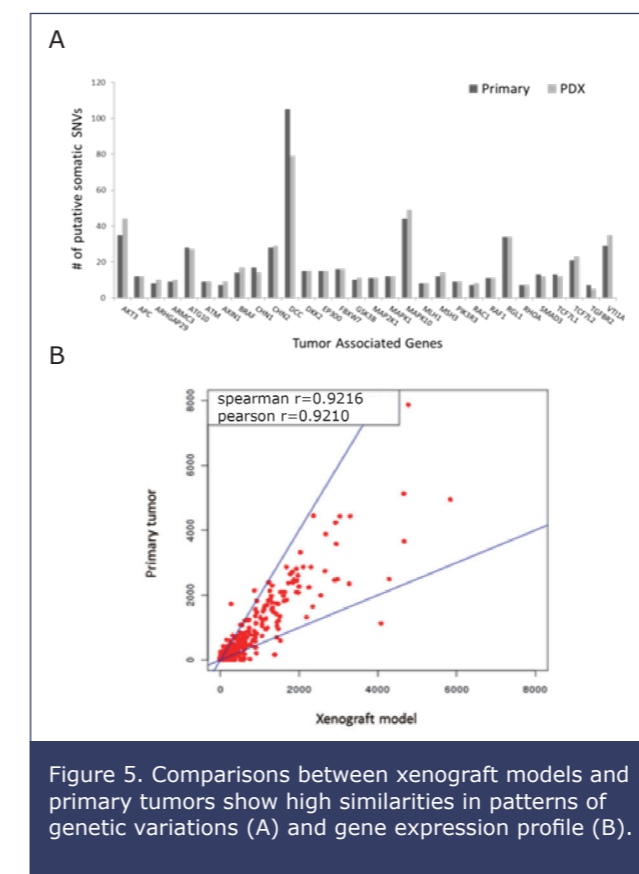 A
# of putative somatic SNVs
120
100
80
60
40
20
0
Primary
PDX
AKT3
APC
ARHGAP29
ARMC3
ATG10
ATM
AXIN1
BRAF
CHN1
CHN2
DCC
DKK2
EP300
FBXW7
GSK3B
MAP2K1
MAPK1
MAPK10
MLH1
MSH3
PIK3R3
RAC1
RAF1
RGL1
RHOA
SMAD3
TCF7L1
TCF7L2
TGFBR2
VTI1A
Tumor Associated Genes
B
spearman r=0.9216
pearson r=0.9210
Primary tumor
8000
6000
4000
2000
0
0 2000 4000 6000 8000
Xenograft model
Figure 5. Comparisons between xenograft models and
primary tumors show high similarities in patterns of
genetic variations (A) and gene expression profile (B).